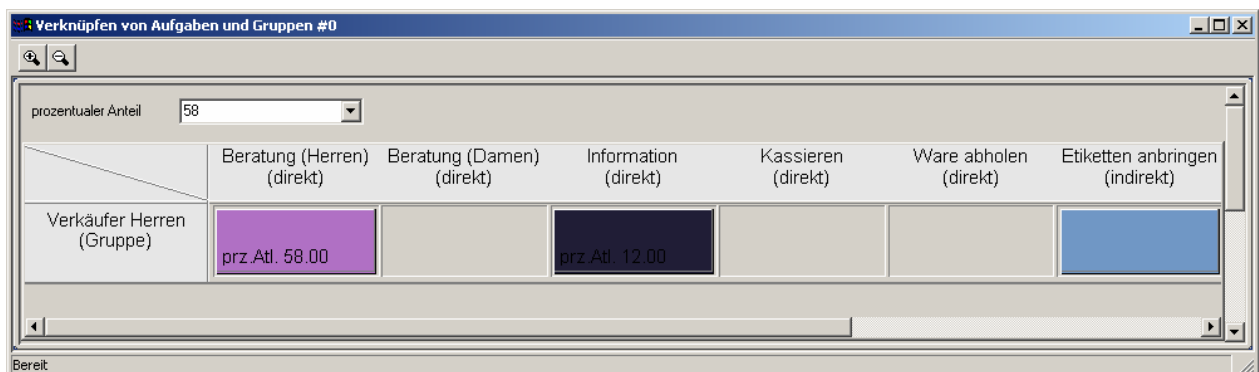 Verknüpfen von Aufgaben und Gruppen #0
prozentualer Anteil 58
Beratung (Herren) Beratung (Damen) Information Kassieren Ware abholen Etiketten anbringen
(direkt) (direkt) (direkt) (direkt) (direkt) (indirekt)
Verkäufer Herren
(Gruppe)
prz.Atl. 58.00 prz.Atl. 12.00
Bereit